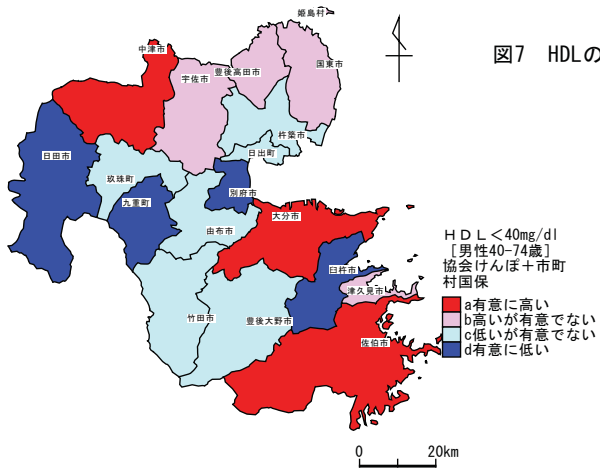 姫島村
図7 HDLの
中津市
豊後高田市
国東市
宇佐市
杵築市
日田市
日出町
玖珠町
別府市
九重町
大分市
由布市
HDL<40mg/dl
[男性40-74歳]
協会けんぽ+市町
村国保
臼杵市
津久見市
a有意に高い
b高いが有意でない
c低いが有意でない
d有意に低い
竹田市
豊後大野市
佐伯市
0 20km